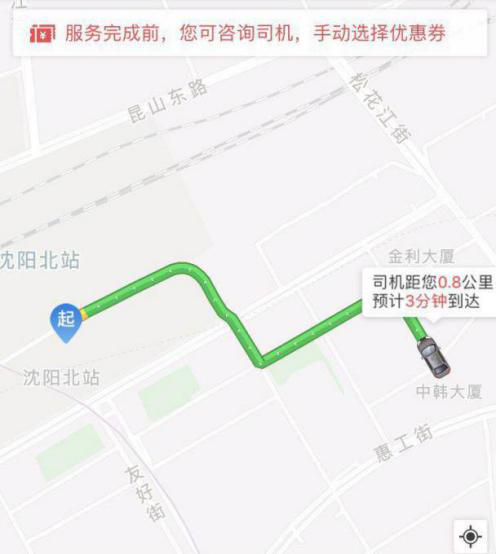 服务完成前，您可咨询司机，手动选择优惠券
昆山东路
松花江街
沈阳北站
金利大厦
司机距您0.8公里
预计3分钟到达
起
沈阳北站
中韩大厦
惠工街
友好街